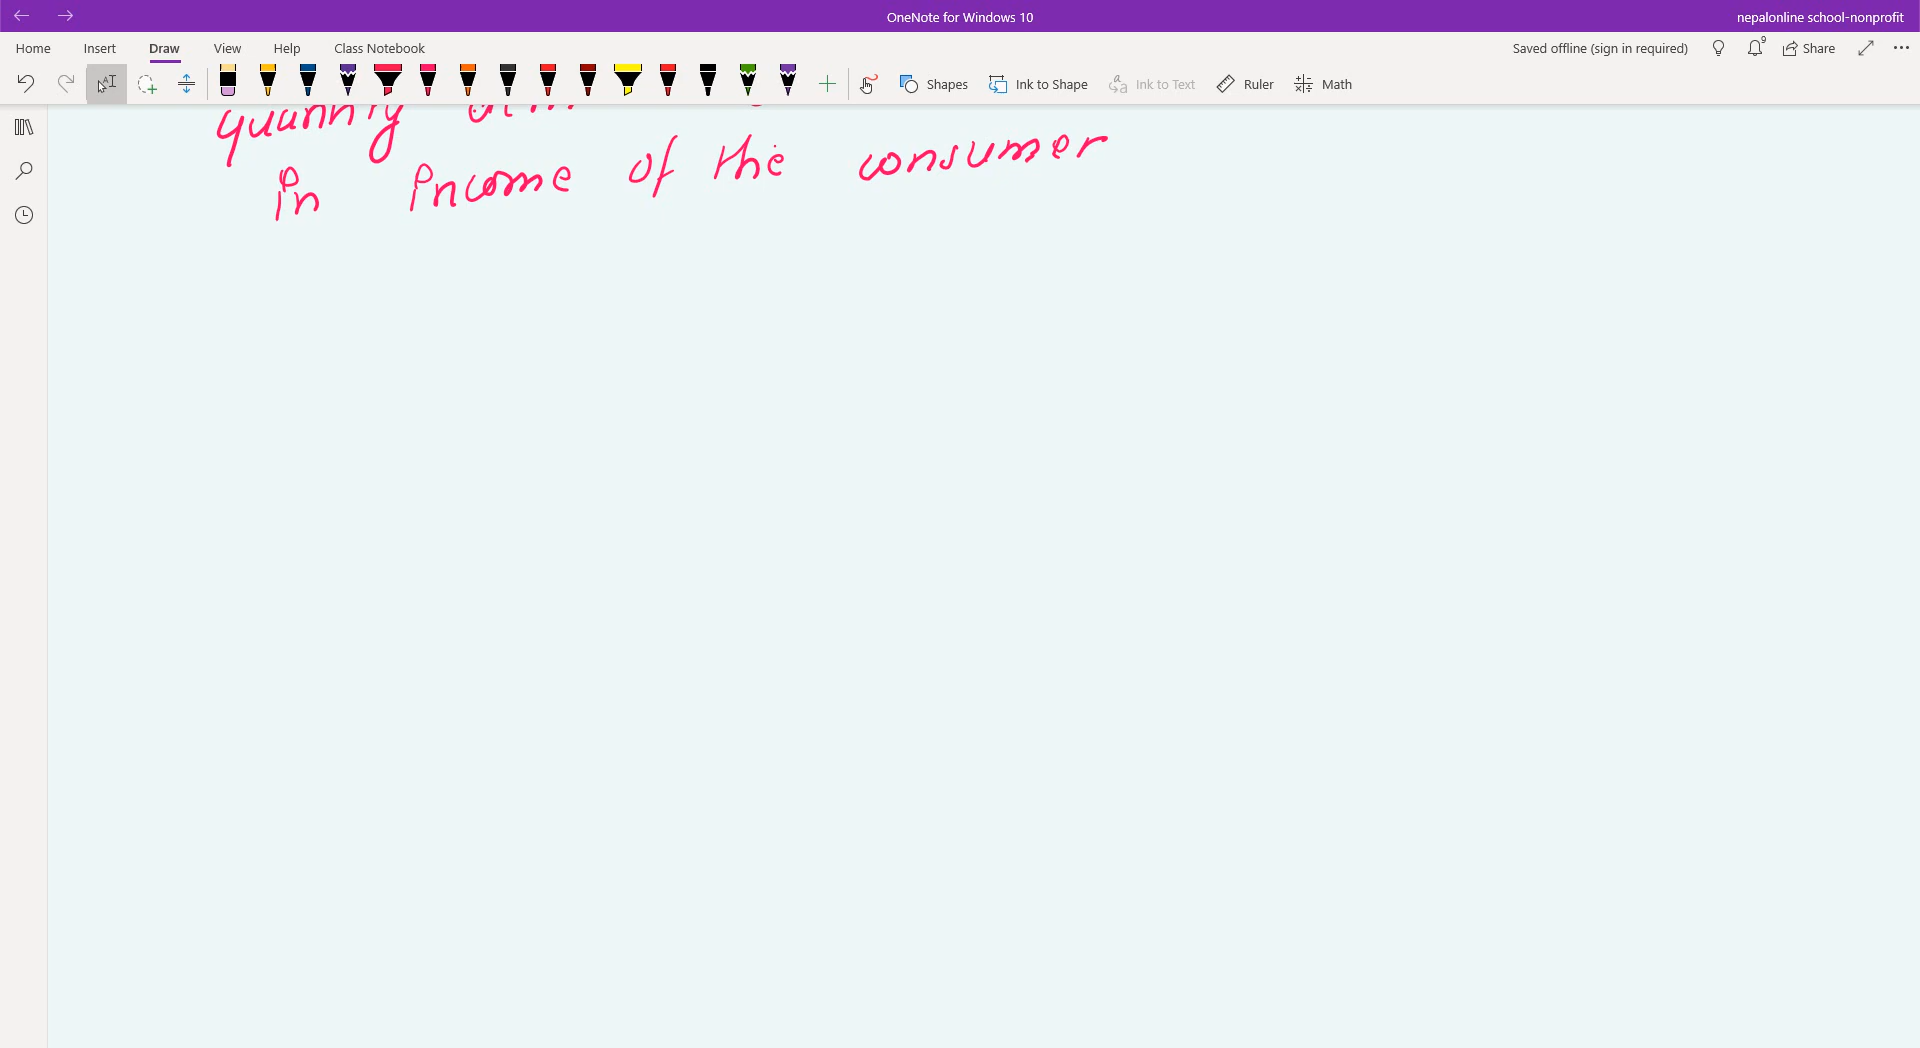 OneNote for Windows 10
nepalonline school-nonprofit
Home Insert Draw View Help Class Notebook
Saved offline (sign in required) 9 Share
Shapes Ink to Shape Ink to Text Ruler Math
quantity
in income of the consumer